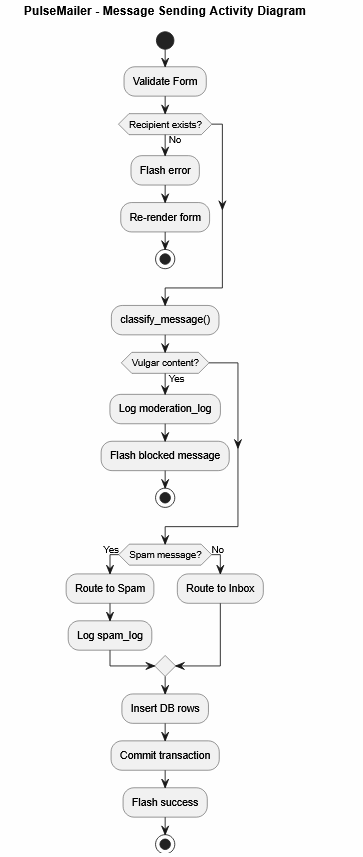 PulseMailer - Message Sending Activity Diagram
Validate Form
Recipient exists?
No
Flash error
Re-render form
classify_message()
Vulgar content?
Yes
Log moderation_log
Flash blocked message
Yes
Spam message?
No
Route to Spam
Route to Inbox
Log spam_log
Insert DB rows
Commit transaction
Flash success